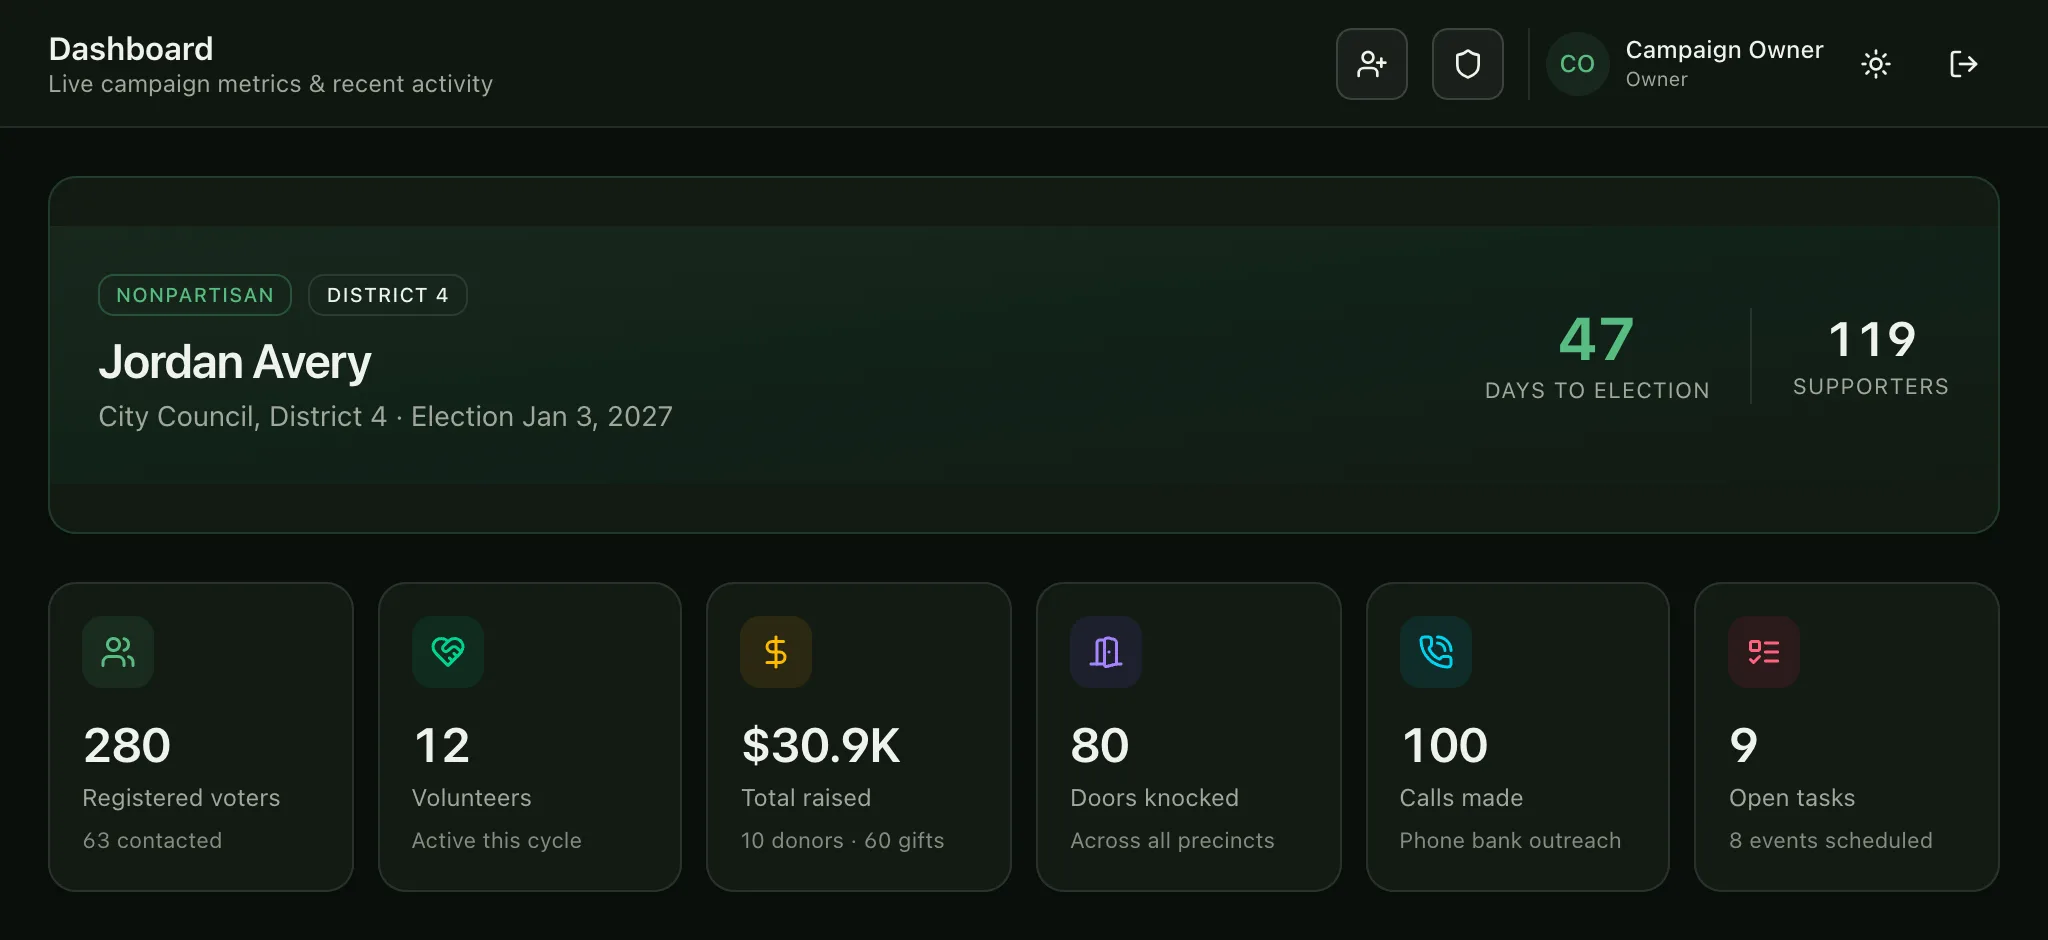 Dashboard
Live campaign metrics & recent activity
CO
Campaign Owner
Owner
NONPARTISAN
DISTRICT 4
Jordan Avery
City Council, District 4 · Election Jan 3, 2027
47
DAYS TO ELECTION
119
SUPPORTERS
280
Registered voters
63 contacted
12
Volunteers
Active this cycle
$30.9K
Total raised
10 donors · 60 gifts
80
Doors knocked
Across all precincts
100
Calls made
Phone bank outreach
9
Open tasks
8 events scheduled